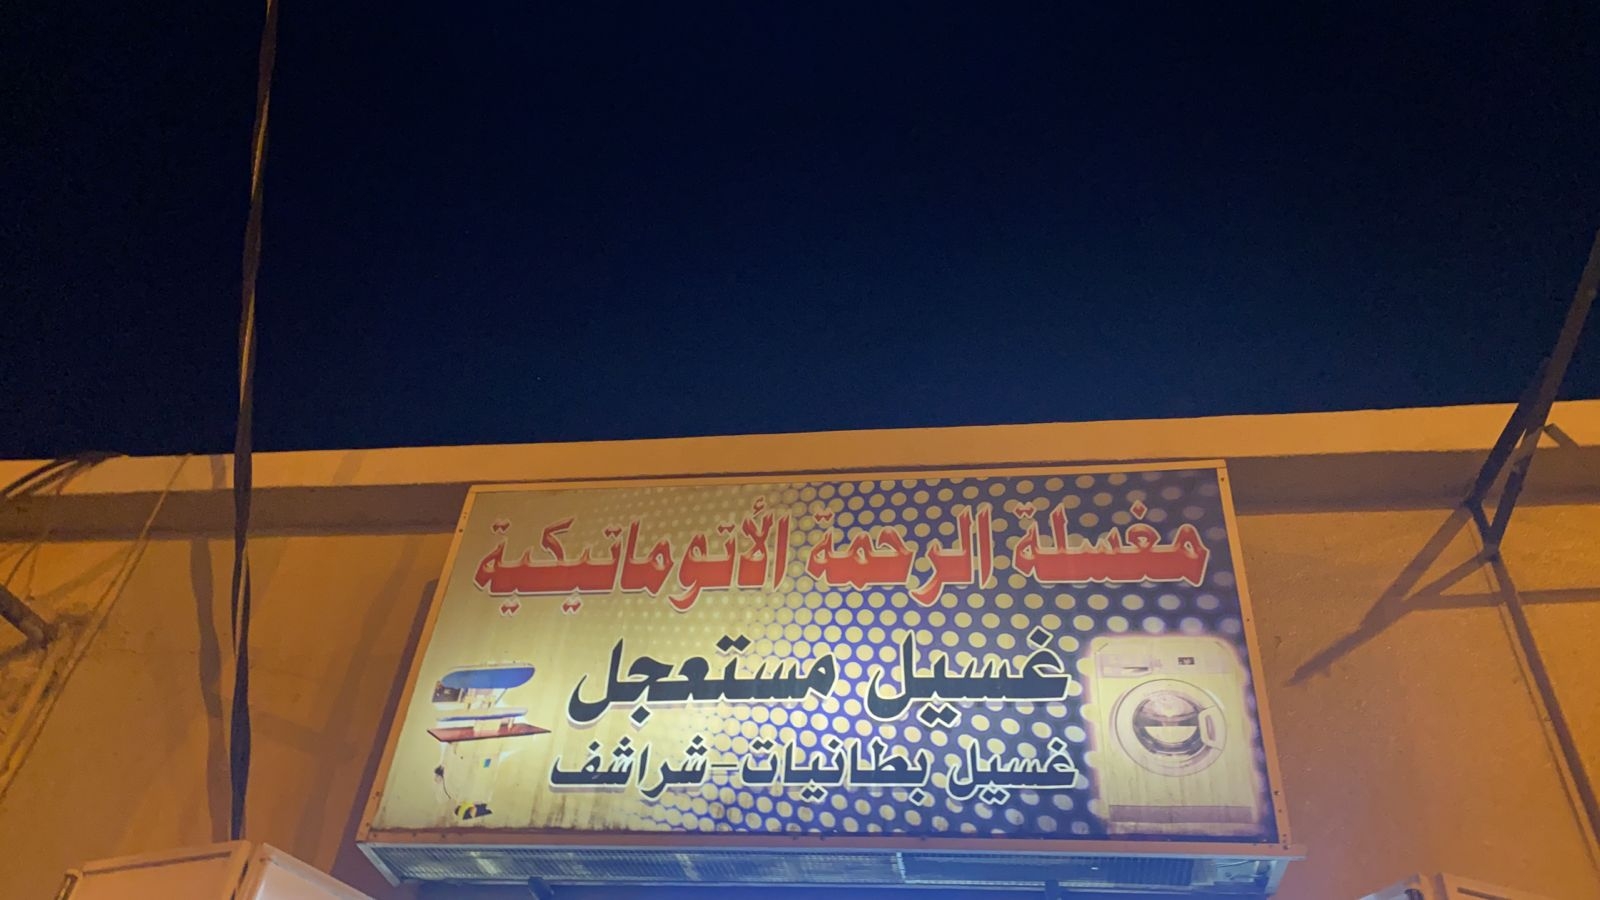 مغسلة الرحمة الأتوماتيكية
غسيل مستعجل
غسيل بطانيات-شراشف